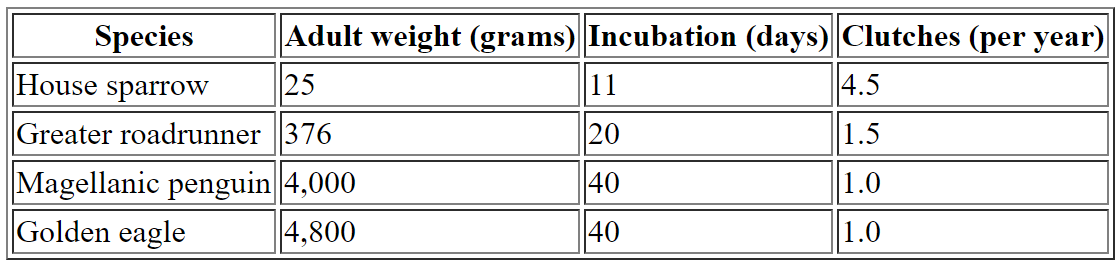 Species Adult weight (grams) Incubation (days) Clutches (per year)
House sparrow 25 11 4.5
Greater roadrunner 376 20 1.5
Magellanic penguin 4,000 40 1.0
Golden eagle 4,800 40 1.0